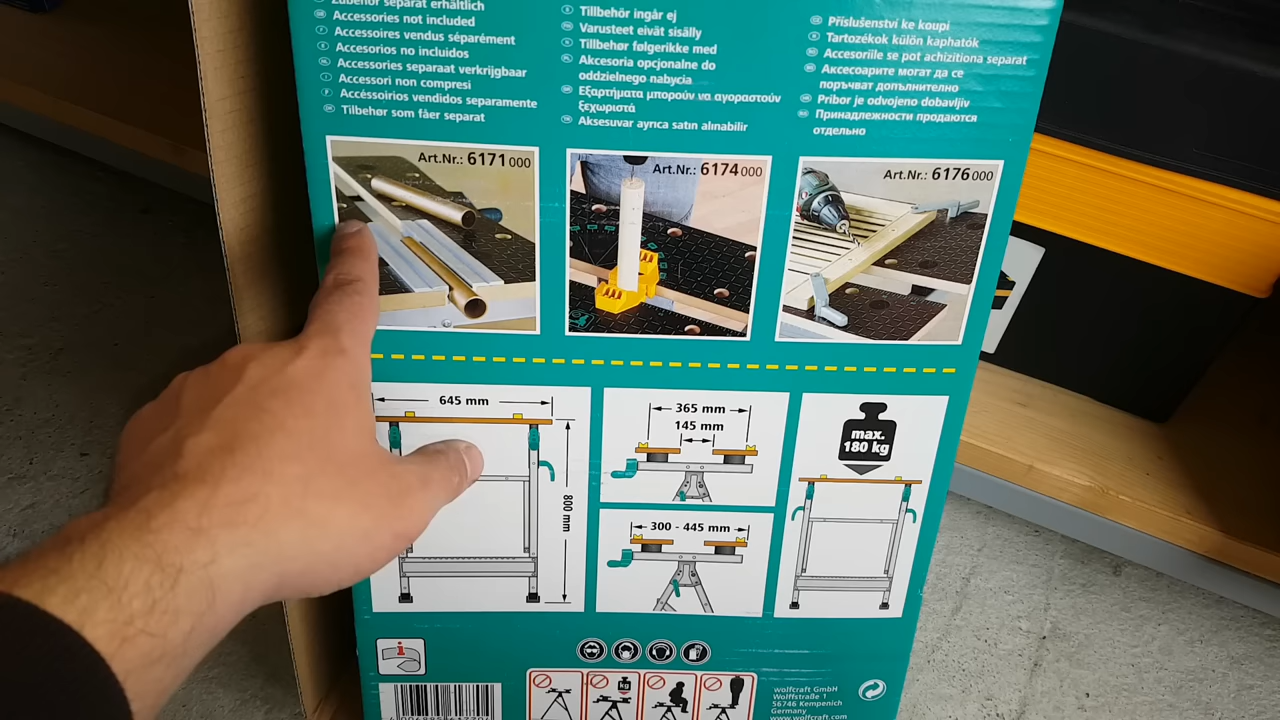 Zubehör separat erhältlich
Accessories not included
Accessoires vendus séparément
Accesorios no incluidos
Accessories separaat verkrijgbaar
Accessori non compresi
Accéssoirios vendidos separamente
Tilbehør som fåer separat
Tillbehör ingår ej
Varusteet eivät sisälly
Tillbehør følgerikke med
Akcesoria opcjonalne do
oddzielnego nabycia
Εξαρτήματα μπορούν να αγοραστούν
ξεχωριστά
Aksesuvar ayrıca satın alınabilir
Příslušenství ke koupi
Tartozékok külön kaphatók
Accesoriile se pot achizitiona separat
Аксесоарите могат да се
поръчват допълнително
Pribor je odvojeno dobavljiv
Принадлежности продаются
отдельно
Art.Nr.: 6171 000
Art.Nr.: 6174 000
Art.Nr.: 6176 000
645 mm
800 mm
365 mm
145 mm
300 - 445 mm
max.
180 kg
i
kg
wolfcraft GmbH
Wolffstraße 1
56746 Kempenich
Germany
www.wolfcraft.com